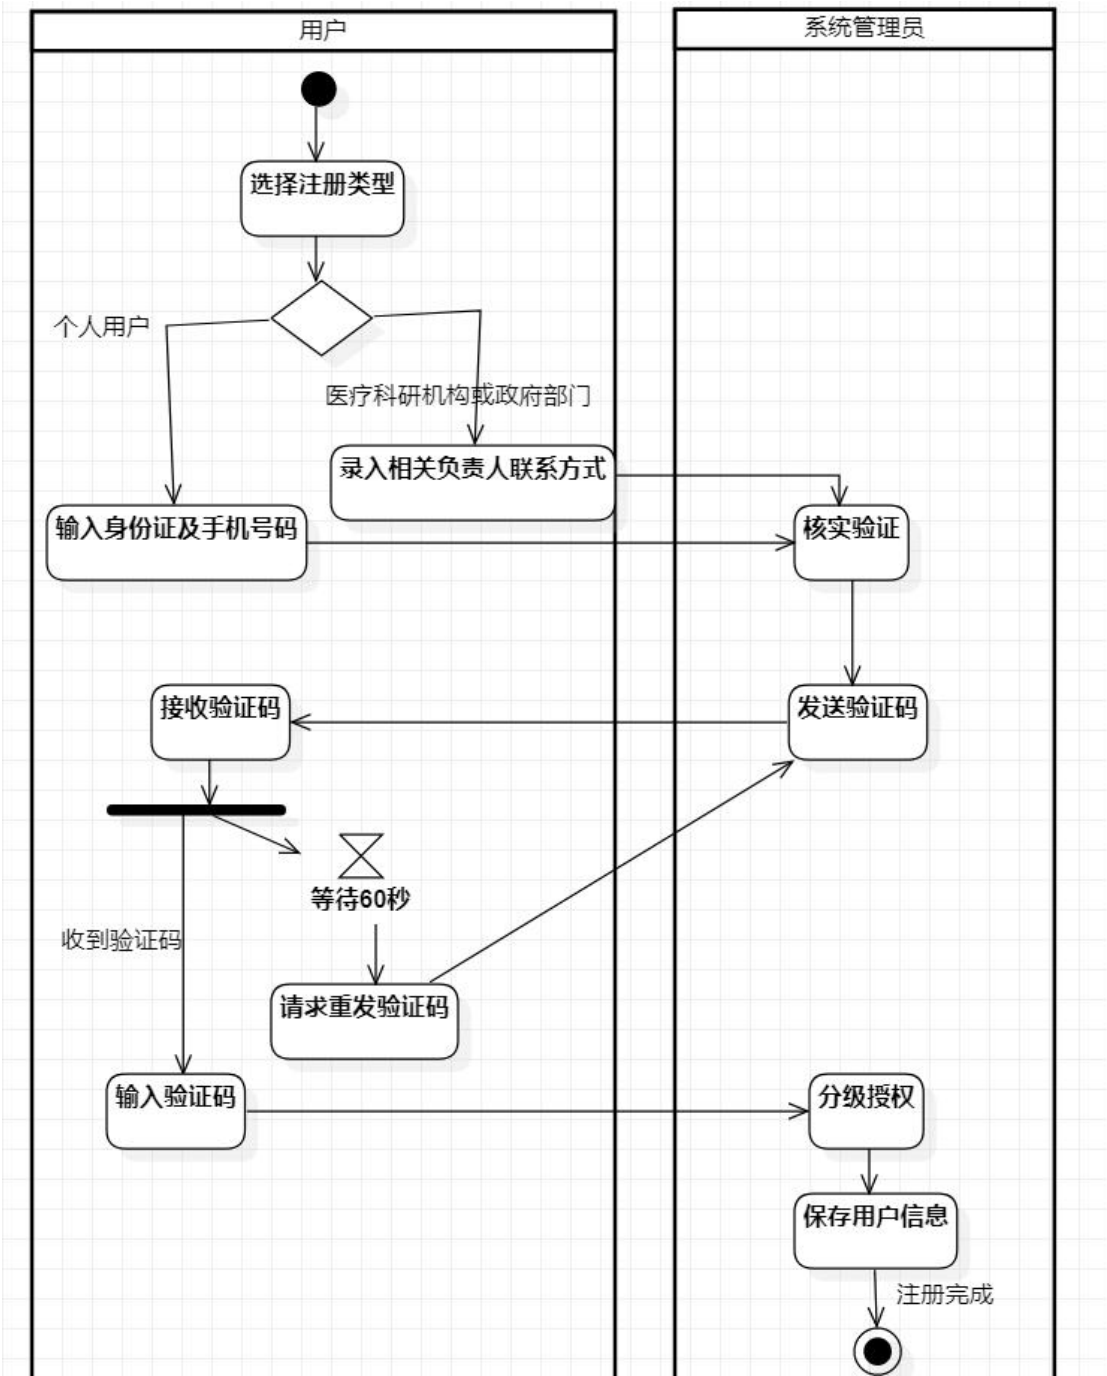 用户
系统管理员
选择注册类型
个人用户
医疗科研机构或政府部门
录入相关负责人联系方式
输入身份证及手机号码
核实验证
接收验证码
发送验证码
等待60秒
收到验证码
请求重发验证码
输入验证码
分级授权
保存用户信息
注册完成